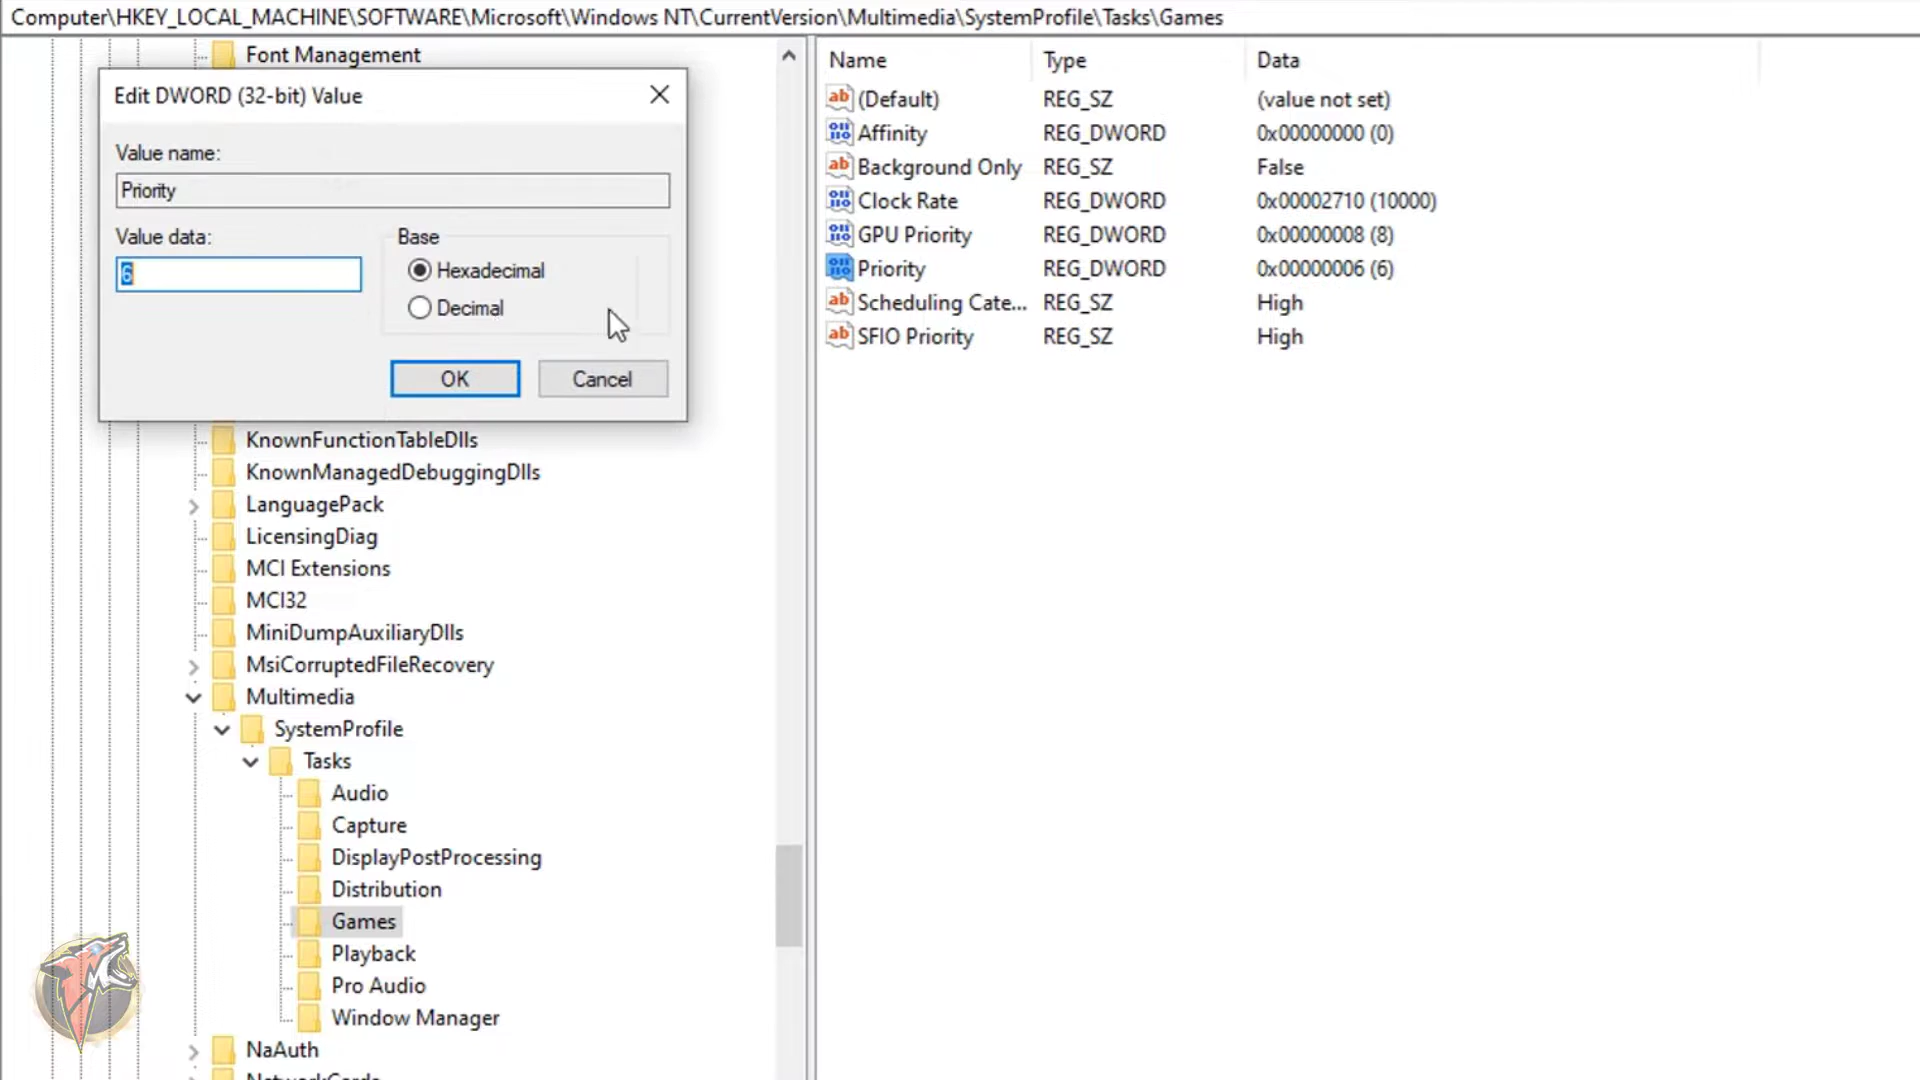 Computer\HKEY_LOCAL_MACHINE\SOFTWARE\Microsoft\Windows NT\CurrentVersion\Multimedia\SystemProfile\Tasks\Games
Font Management
Edit DWORD (32-bit) Value
Value name:
Priority
Value data:
6
Base
Hexadecimal
Decimal
OK
Cancel
KnownFunctionTableDlls
KnownManagedDebuggingDlls
LanguagePack
LicensingDiag
MCI Extensions
MCI32
MiniDumpAuxiliaryDlls
MsiCorruptedFileRecovery
Multimedia
SystemProfile
Tasks
Audio
Capture
DisplayPostProcessing
Distribution
Games
Playback
Pro Audio
Window Manager
NaAuth
NetworkCards
Name Type Data
(Default) REG_SZ (value not set)
Affinity REG_DWORD 0x00000000 (0)
Background Only REG_SZ False
Clock Rate REG_DWORD 0x00002710 (10000)
GPU Priority REG_DWORD 0x00000008 (8)
Priority REG_DWORD 0x00000006 (6)
Scheduling Cate... REG_SZ High
SFIO Priority REG_SZ High